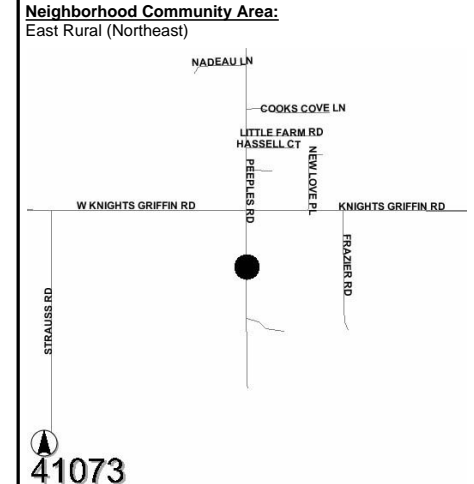 Neighborhood Community Area:
East Rural (Northeast)
NADEAU LN
COOKS COVE LN
LITTLE FARM RD
HASSELL CT
PEEPLES RD
NEW LOVE PL
W KNIGHTS GRIFFIN RD
KNIGHTS GRIFFIN RD
FRAZIER RD
STRAUSS RD
41073